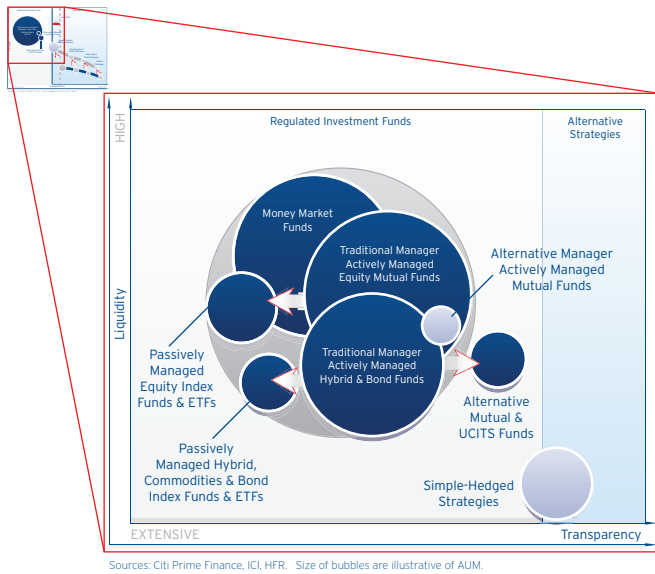 HIGH
Regulated Investment Funds
Alternative
Strategies
Money Market
Funds
Traditional Manager
Actively Managed
Equity Mutual Funds
Alternative Manager
Actively Managed
Mutual Funds
Liquidity
Passively
Managed
Equity Index
Funds & ETFs
Traditional Manager
Actively Managed
Hybrid & Bond Funds
Alternative
Mutual &
UCITS Funds
Passively
Managed Hybrid,
Commodities & Bond
Index Funds & ETFs
Simple-Hedged
Strategies
EXTENSIVE
Transparency
Sources: Citi Prime Finance, ICI, HFR. Size of bubbles are illustrative of AUM.